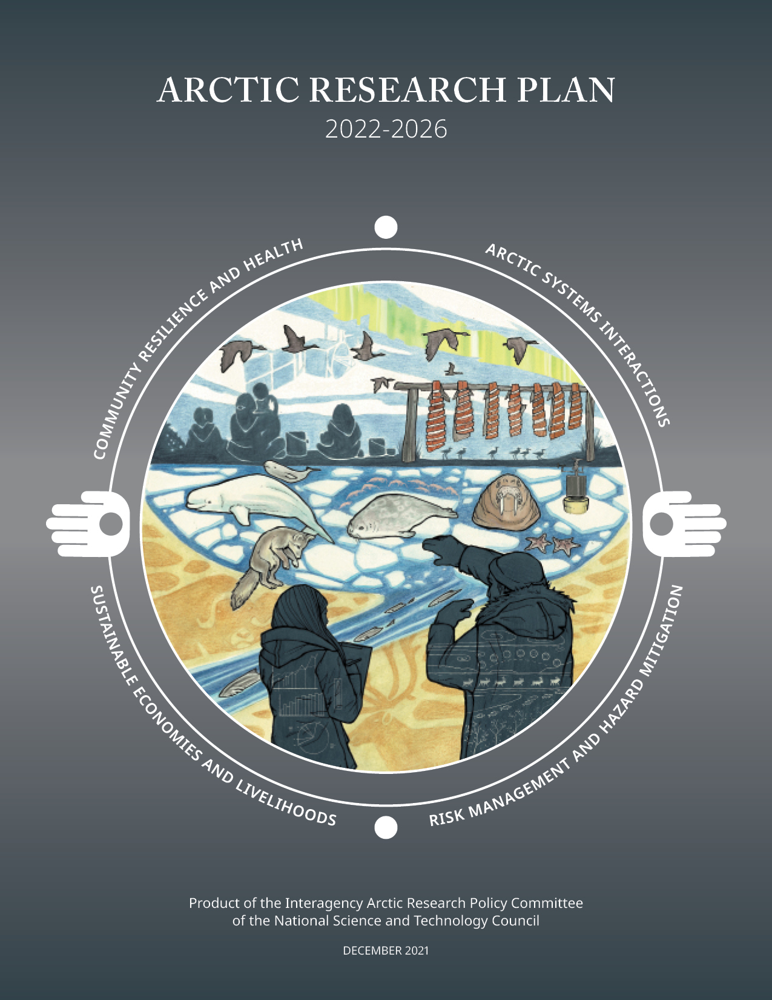 ARCTIC RESEARCH PLAN
2022-2026
COMMUNITY RESILIENCE AND HEALTH
ARCTIC SYSTEMS INTERACTIONS
SUSTAINABLE ECONOMIES AND LIVELIHOODS
RISK MANAGEMENT AND HAZARD MITIGATION
Product of the Interagency Arctic Research Policy Committee
of the National Science and Technology Council
DECEMBER 2021